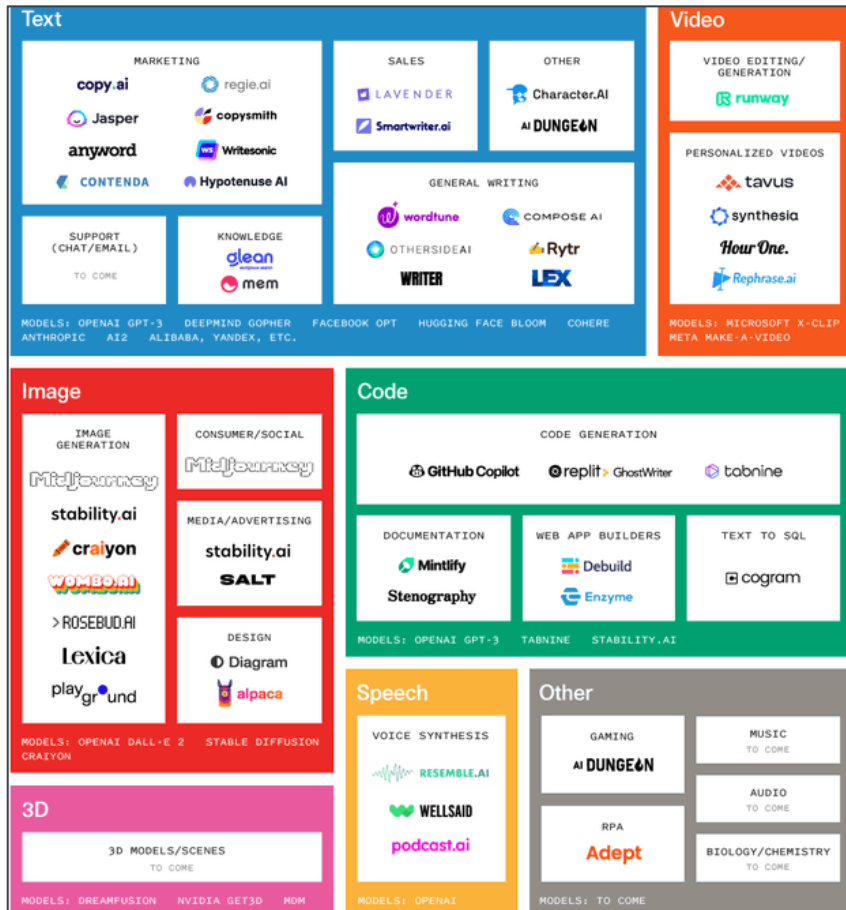 Text
MARKETING
copy.ai
regie.ai
Jasper
copysmith
anyword
Writesonic
CONTENDA
Hypotenuse AI
SALES
LAVENDER
Smartwriter.ai
OTHER
Character.AI
AI DUNGEON
SUPPORT
(CHAT/EMAIL)
TO COME
KNOWLEDGE
glean
mem
GENERAL WRITING
wordtune
COMPOSE AI
OTHERSIDEAI
Rytr
WRITER
LEX
MODELS: OPENAI GPT-3 DEEPMIND GOPHER FACEBOOK OPT HUGGING FACE BLOOM COHERE
ANTHROPIC AI2 ALIBABA, YANDEX, ETC.
Video
VIDEO EDITING/
GENERATION
runway
PERSONALIZED VIDEOS
tavus
synthesia
Hour One.
Rephrase.ai
MODELS: MICROSOFT X-CLIP
META MAKE-A-VIDEO
Image
IMAGE
GENERATION
Midjourney
stability.ai
craiyon
WOMBO.AI
>ROSEBUD.AI
Lexica
playground
CONSUMER/SOCIAL
Midjourney
MEDIA/ADVERTISING
stability.ai
SALT
DESIGN
Diagram
alpaca
MODELS: OPENAI DALL-E 2 STABLE DIFFUSION
CRAIYON
Code
CODE GENERATION
GitHub Copilot
replit> GhostWriter
tabnine
DOCUMENTATION
Mintlify
Stenography
WEB APP BUILDERS
Debuild
Enzyme
TEXT TO SQL
cogram
MODELS: OPENAI GPT-3 TABNINE STABILITY.AI
3D
3D MODELS/SCENES
TO COME
MODELS: DREAMFUSION NVIDIA GET3D MDM
Speech
VOICE SYNTHESIS
RESEMBLE.AI
WELLSAID
podcast.ai
MODELS: OPENAI
Other
GAMING
AI DUNGEON
RPA
Adept
MUSIC
TO COME
AUDIO
TO COME
BIOLOGY/CHEMISTRY
TO COME
MODELS: TO COME